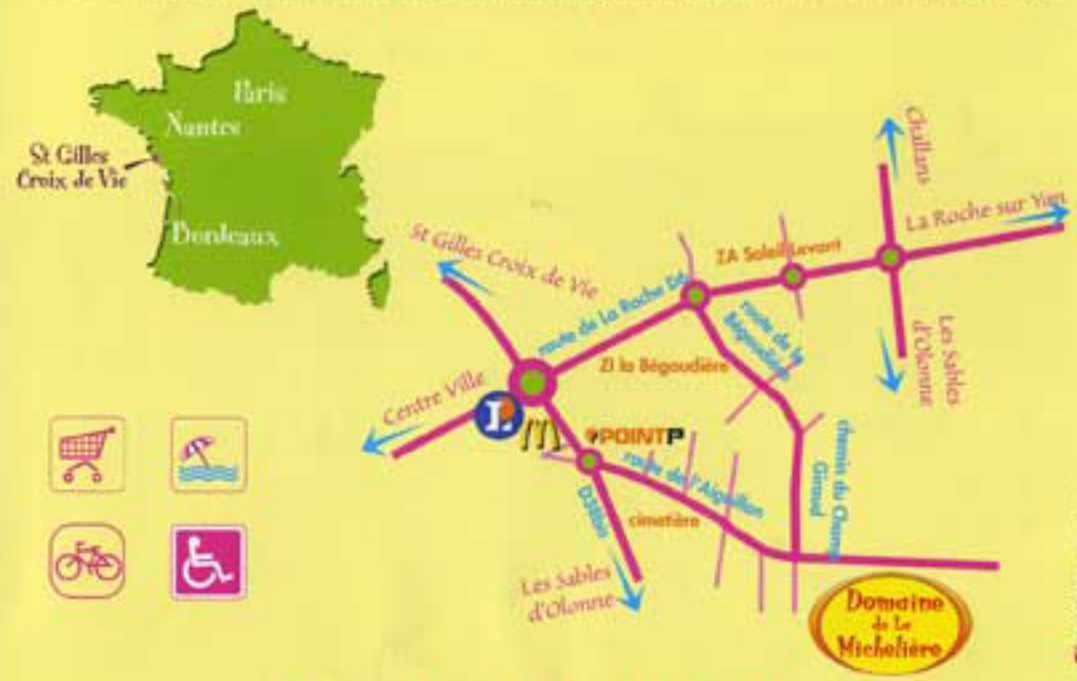 Paris
Nantes
St Gilles
Croix de Vie
Bordeaux
Challans
La Roche sur Yon
St Gilles Croix de Vie
ZA Soleil Levant
route de La Roche D6
route de la
Bégaudière
Les Sables
d'Olonne
ZI la Bégaudière
Centre Ville
L
M
POINTP
route de l'Aiguillon
chemin du
Giraud
D38bis
cimetière
Les Sables
d'Olonne
Domaine
de La
Michelière